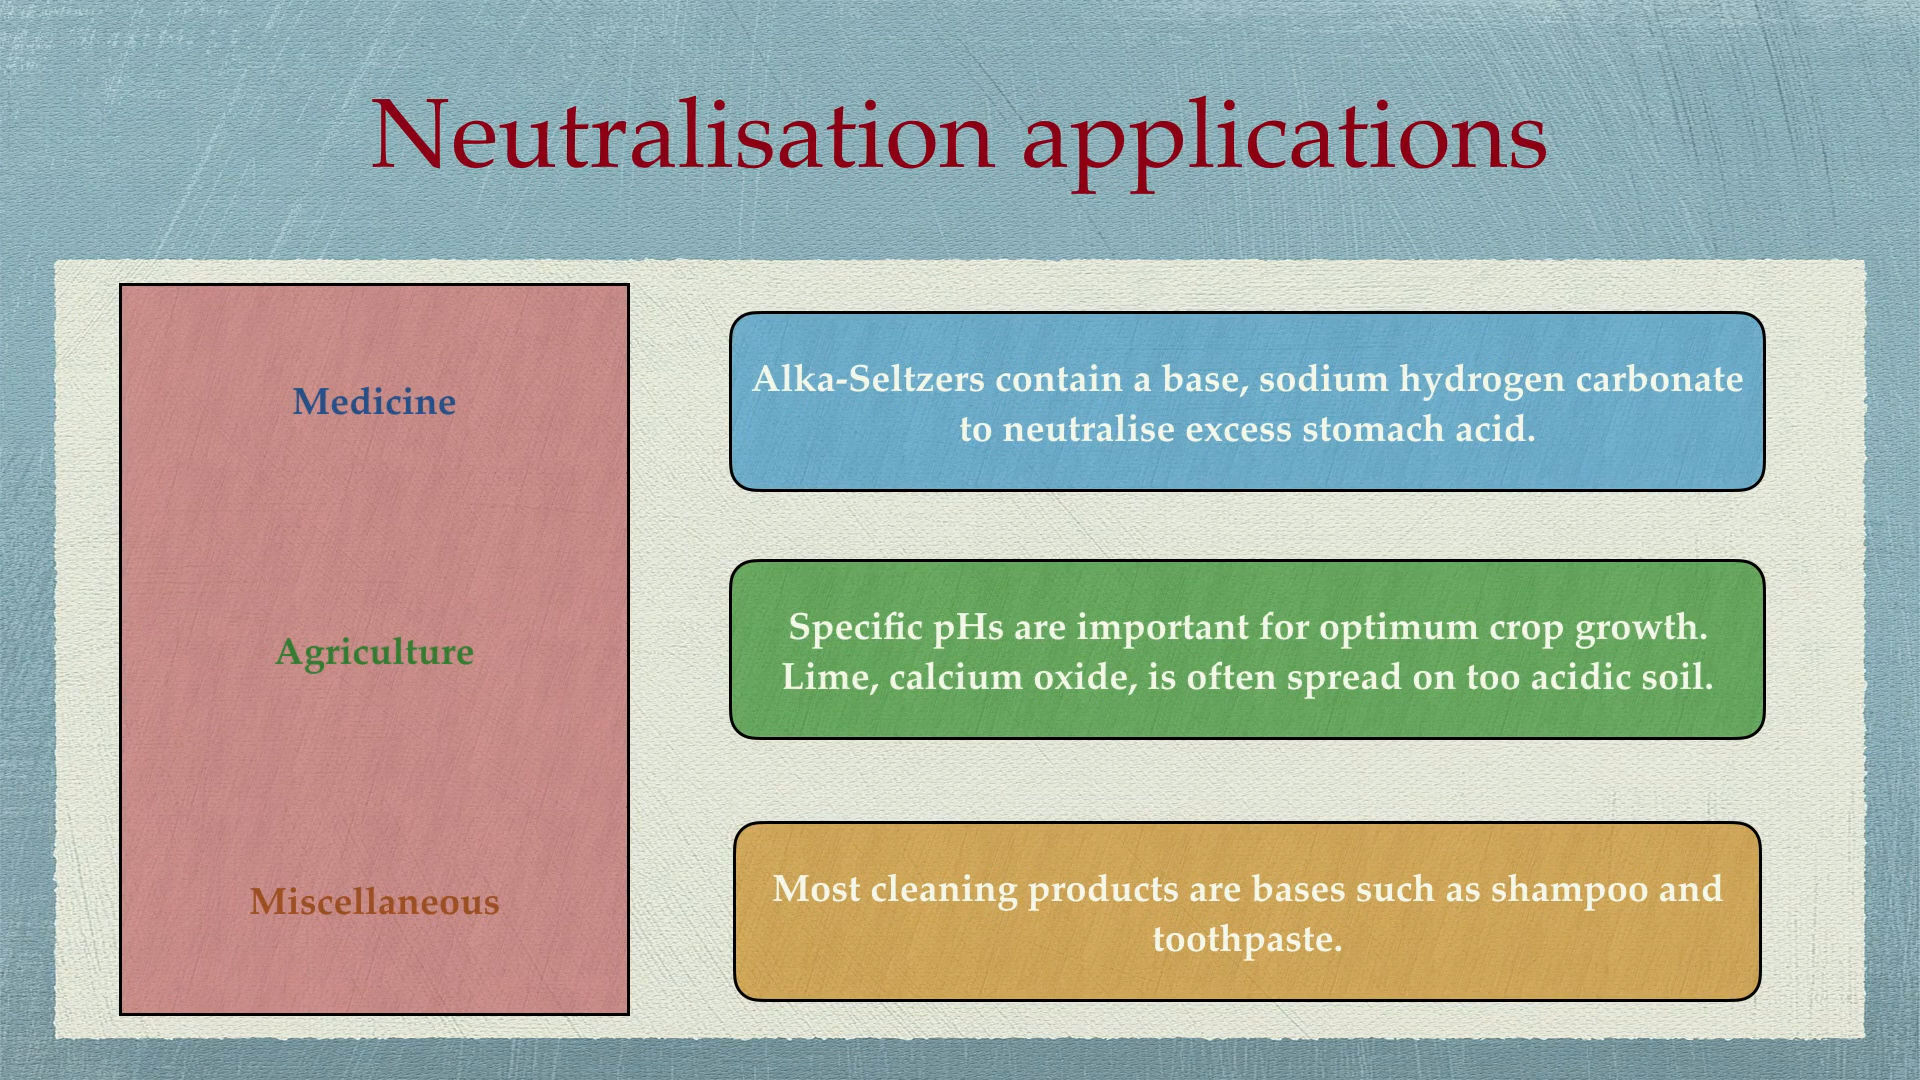 Neutralisation applications
Medicine
Alka-Seltzers contain a base, sodium hydrogen carbonate
to neutralise excess stomach acid.
Agriculture
Specific pHs are important for optimum crop growth.
Lime, calcium oxide, is often spread on too acidic soil.
Miscellaneous
Most cleaning products are bases such as shampoo and
toothpaste.